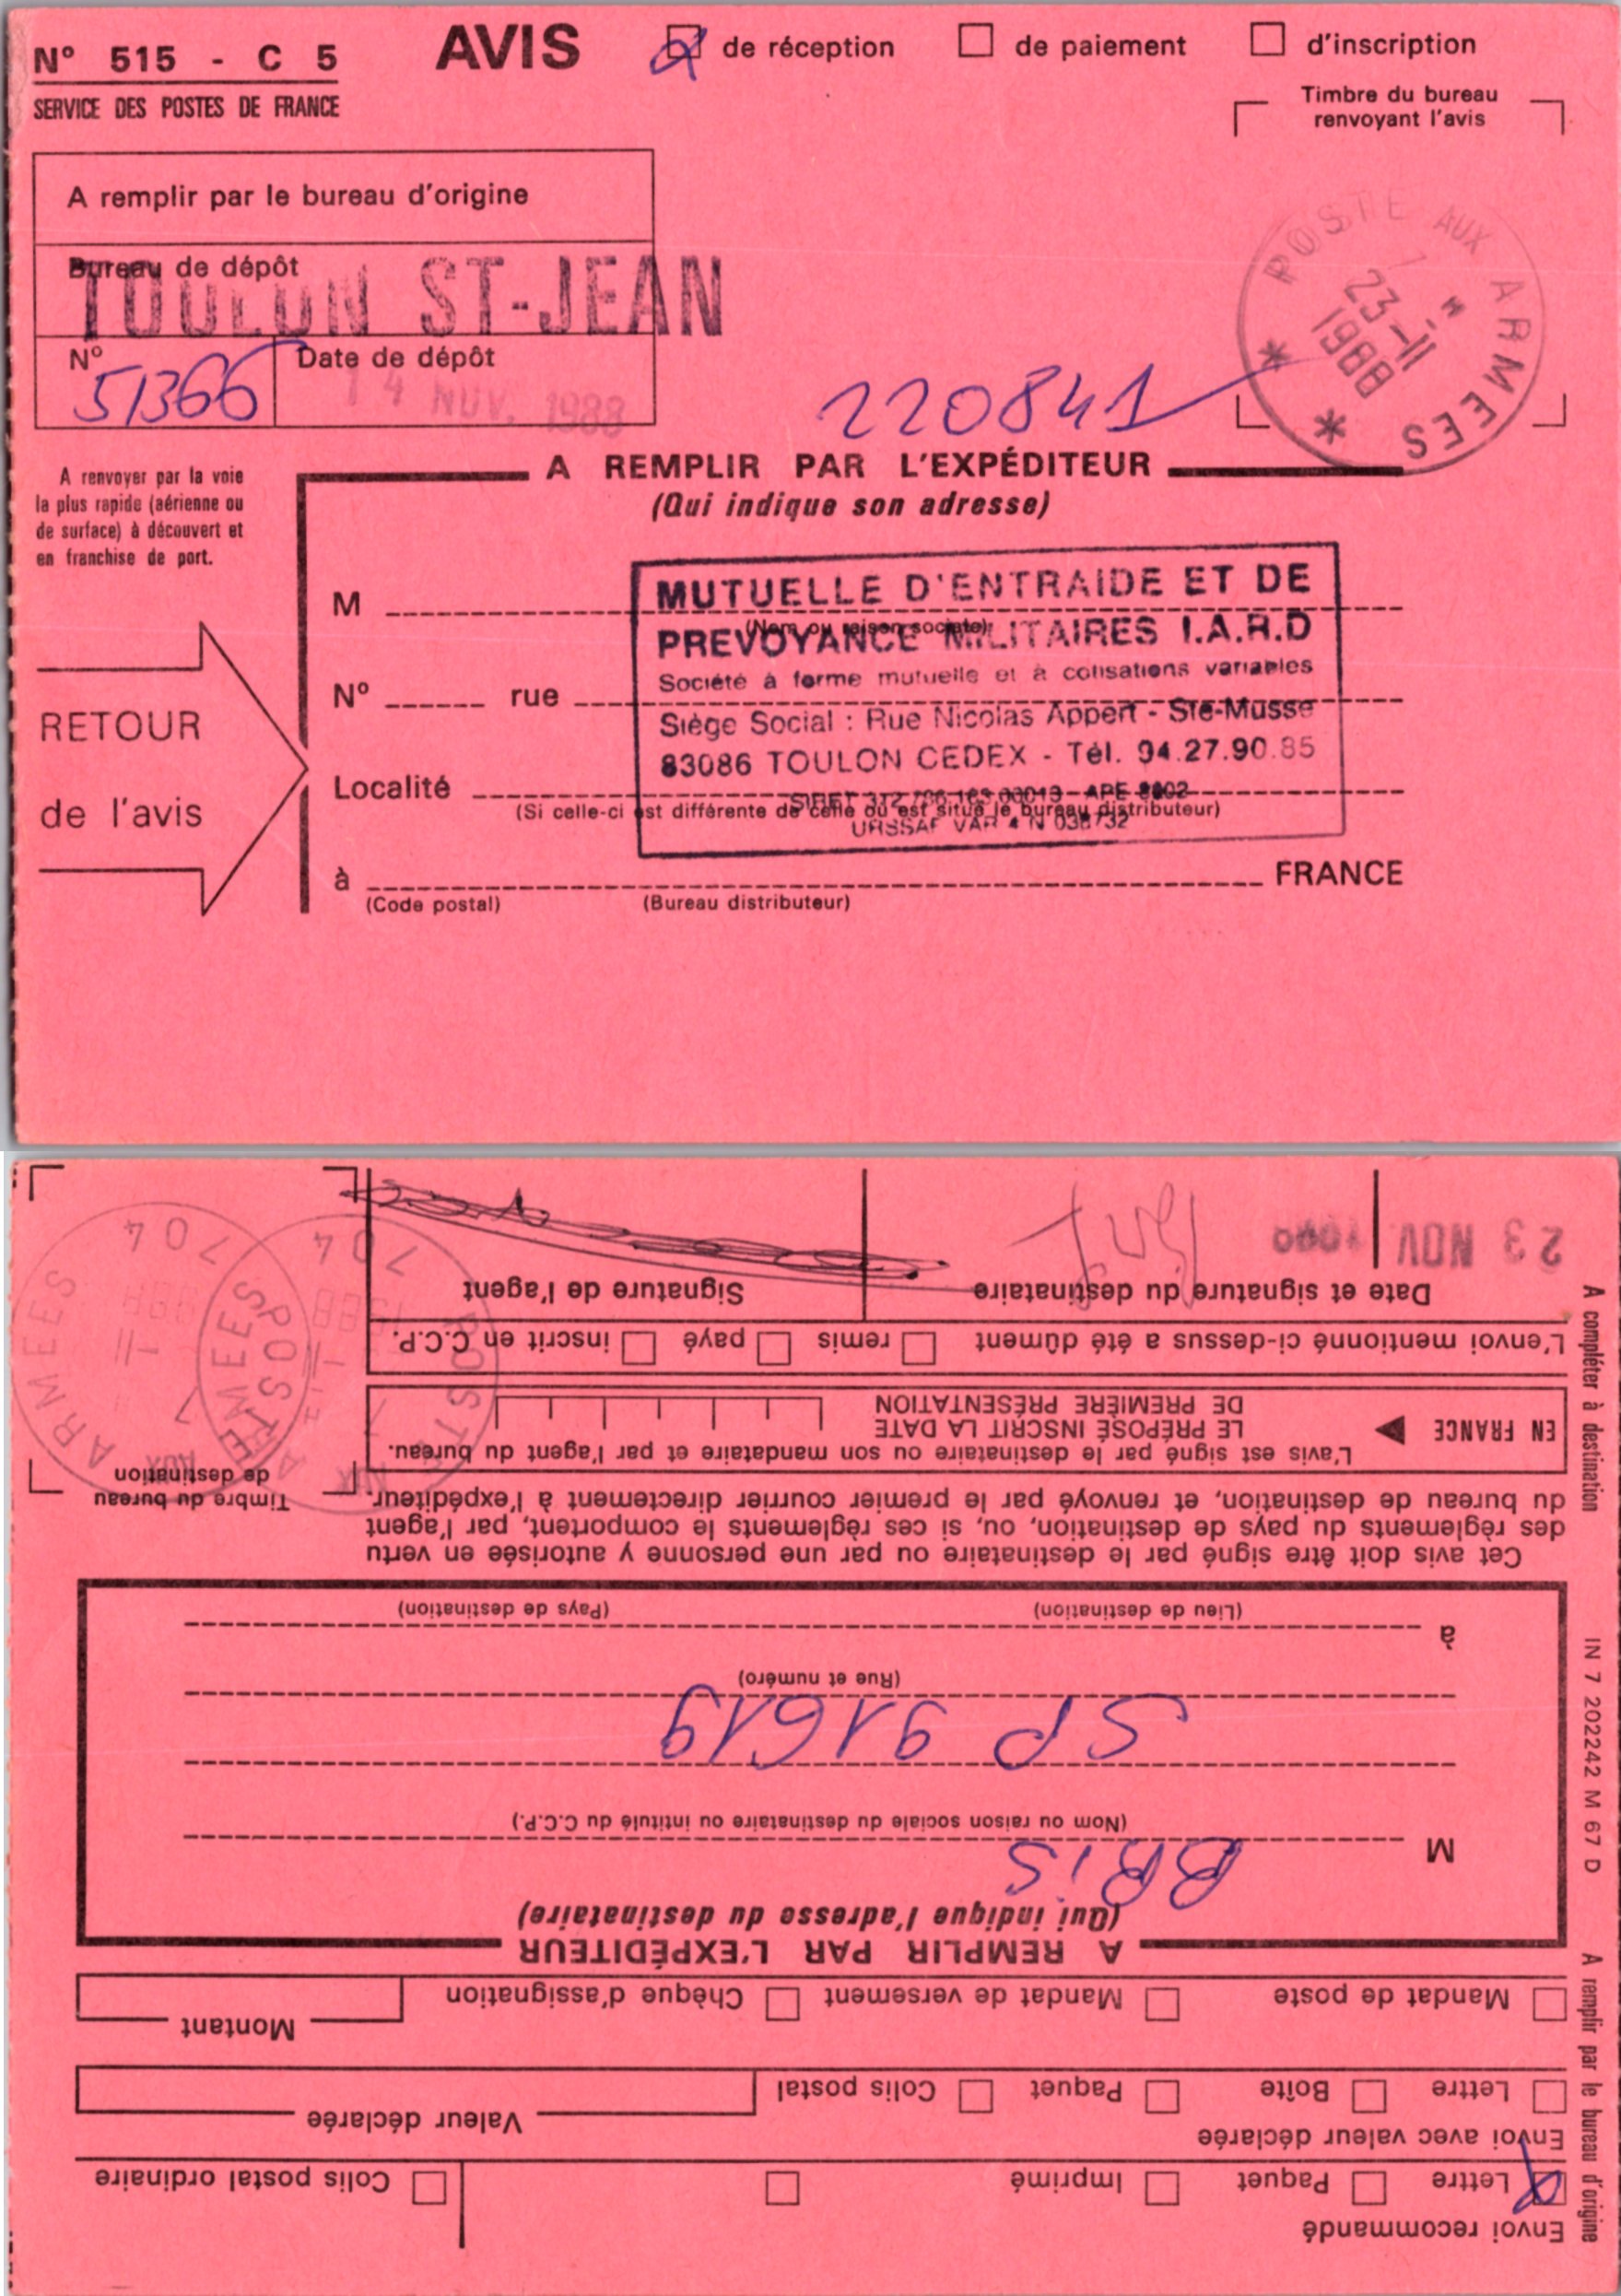 N° 515 - C 5
SERVICE DES POSTES DE FRANCE
AVIS
de réception
de paiement
d'inscription
Timbre du bureau
renvoyant l'avis
A remplir par le bureau d'origine
Bureau de dépôt
TOULON ST-JEAN
N°
51366
Date de dépôt
14 NOV. 1988
POSTE AUX ARMEES
23-11
1988
220841
A renvoyer par la voie
la plus rapide (aérienne ou
de surface) à découvert et
en franchise de port.
A REMPLIR PAR L'EXPÉDITEUR
(Qui indique son adresse)
M
(Nom ou raison sociale)
N° rue
Localité
(Si celle-ci est différente de celle où est situé le bureau distributeur)
à
FRANCE
(Code postal)
(Bureau distributeur)
MUTUELLE D'ENTRAIDE ET DE
PREVOYANCE MILITAIRES I.A.R.D
Société à forme mutuelle et à cotisations variables
Siège Social : Rue Nicolas Appert - Ste-Musse
83086 TOULON CEDEX - Tél. 94.27.90.85
SIRET
APE
URSSAF VAR
RETOUR
de l'avis
A remplir par le bureau d'origine
Envoi recommandé
Lettre
Paquet
Imprimé
Colis postal ordinaire
Envoi avec valeur déclarée
Lettre
Boîte
Paquet
Colis postal
Valeur déclarée
Mandat de poste
Mandat de versement
Chèque d'assignation
Montant
A REMPLIR PAR L'EXPÉDITEUR
(Qui indique l'adresse du destinataire)
M
BRiS
(Nom ou raison sociale du destinataire ou intitulé du C.C.P.)
SP 91619
(Rue et numéro)
à
(Lieu de destination)
(Pays de destination)
IN 7 202242 M 67 D
A compléter à destination
Cet avis doit être signé par le destinataire ou par une personne y autorisée en vertu
des règlements du pays de destination, ou, si ces règlements le comportent, par l'agent
du bureau de destination, et renvoyé par le premier courrier directement à l'expéditeur.
Timbre du bureau
de destination
EN FRANCE
L'avis est signé par le destinataire ou son mandataire et par l'agent du bureau.
LE PRÉPOSÉ INSCRIT LA DATE
DE PREMIÈRE PRÉSENTATION
L'envoi mentionné ci-dessus a été dûment
remis
payé
inscrit en C.C.P.
Date et signature du destinataire
Signature de l'agent
23 NOV
POSTE AUX ARMEES
704
POSTE AUX ARMEES
704